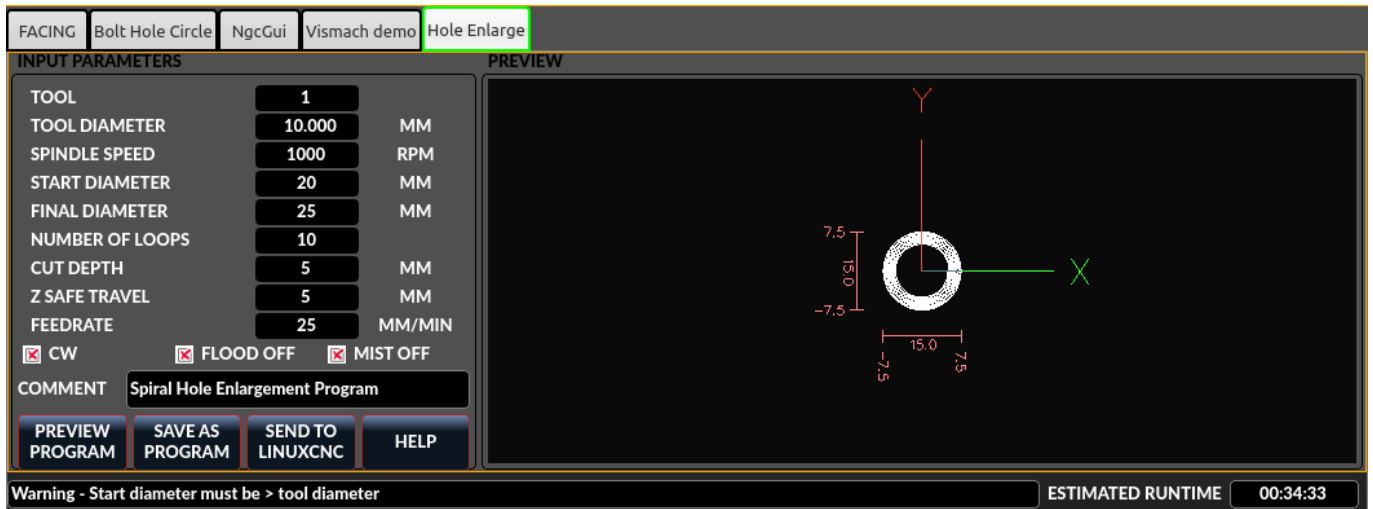 FACING Bolt Hole Circle NgcGui Vismach demo Hole Enlarge
INPUT PARAMETERS
TOOL 1
TOOL DIAMETER 10.000 MM
SPINDLE SPEED 1000 RPM
START DIAMETER 20 MM
FINAL DIAMETER 25 MM
NUMBER OF LOOPS 10
CUT DEPTH 5 MM
Z SAFE TRAVEL 5 MM
FEEDRATE 25 MM/MIN
CW FLOOD OFF MIST OFF
COMMENT Spiral Hole Enlargement Program
PREVIEW PROGRAM
SAVE AS PROGRAM
SEND TO LINUXCNC
HELP
PREVIEW
Y
7.5
15.0
-7.5
X
15.0
-7.5
7.5
Warning - Start diameter must be > tool diameter
ESTIMATED RUNTIME 00:34:33